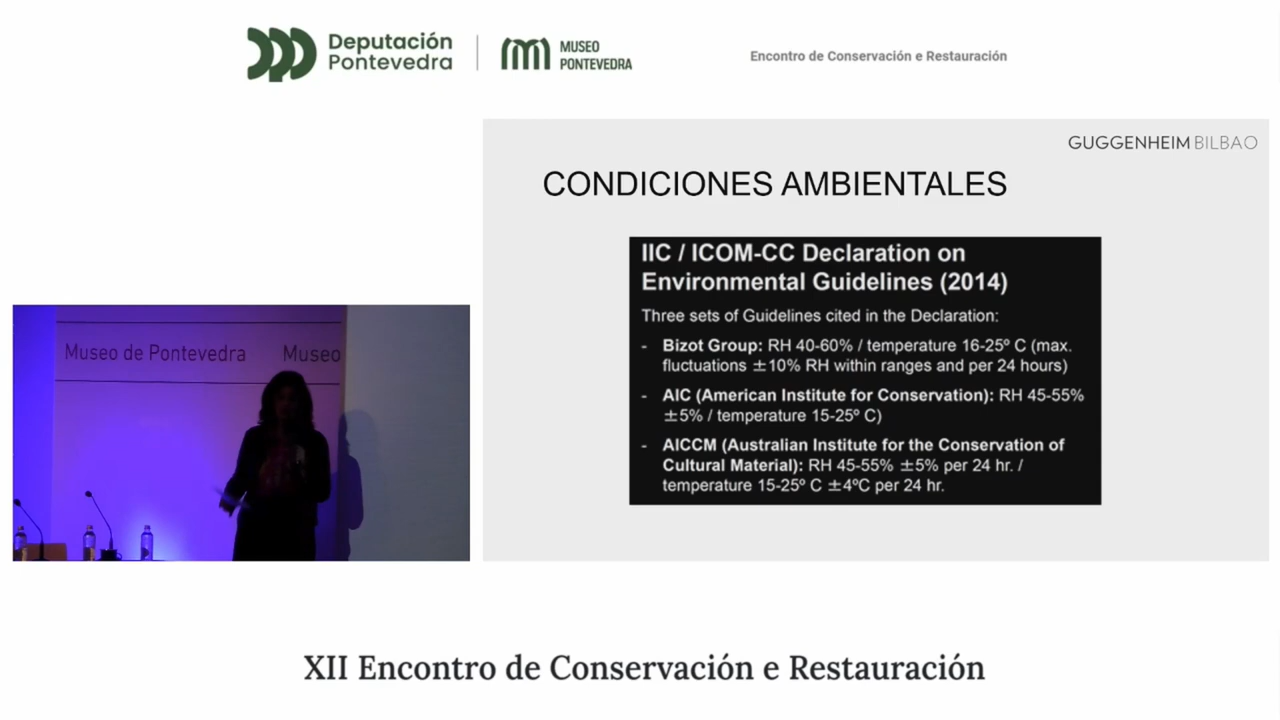 Deputación
Pontevedra
MUSEO
PONTEVEDRA
Encontro de Conservación e Restauración
GUGGENHEIM BILBAO
CONDICIONES AMBIENTALES
IIC / ICOM-CC Declaration on
Environmental Guidelines (2014)
Three sets of Guidelines cited in the Declaration:
- Bizot Group: RH 40-60% / temperature 16-25º C (max.
fluctuations ±10% RH within ranges and per 24 hours)
- AIC (American Institute for Conservation): RH 45-55%
±5% / temperature 15-25º C)
- AICCM (Australian Institute for the Conservation of
Cultural Material): RH 45-55% ±5% per 24 hr. /
temperature 15-25º C ±4ºC per 24 hr.
Museo de Pontevedra Museo
XII Encontro de Conservación e Restauración